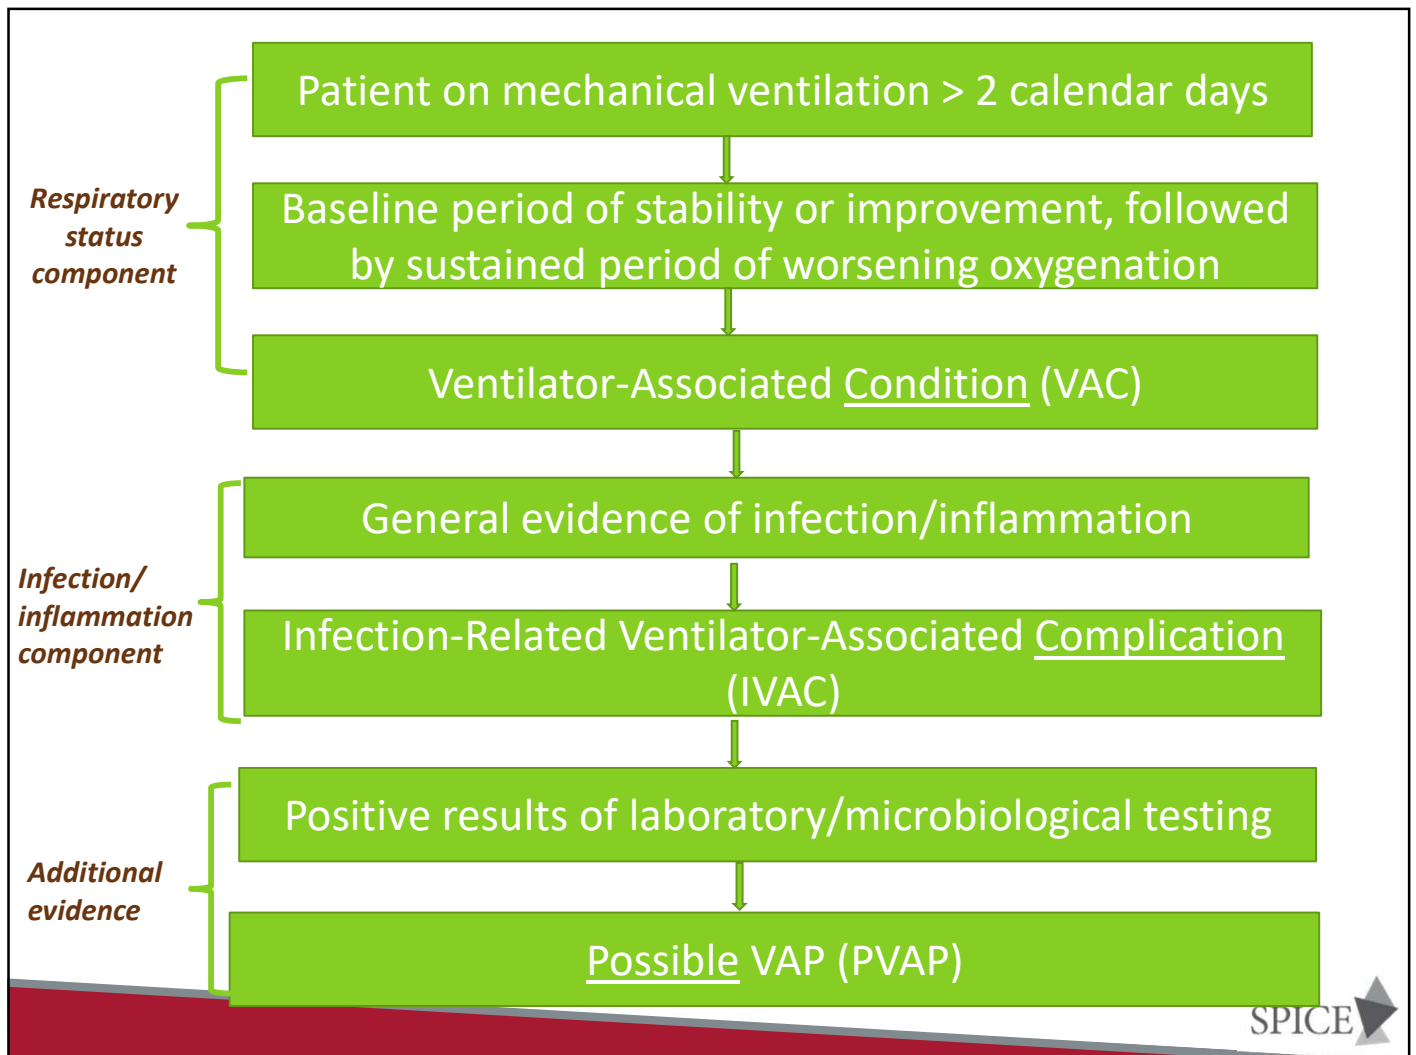 Patient on mechanical ventilation > 2 calendar days
Respiratory
status
component
Baseline period of stability or improvement, followed
by sustained period of worsening oxygenation
Ventilator-Associated Condition (VAC)
General evidence of infection/inflammation
Infection/
inflammation
component
Infection-Related Ventilator-Associated Complication
(IVAC)
Positive results of laboratory/microbiological testing
Additional
evidence
Possible VAP (PVAP)
SPICE